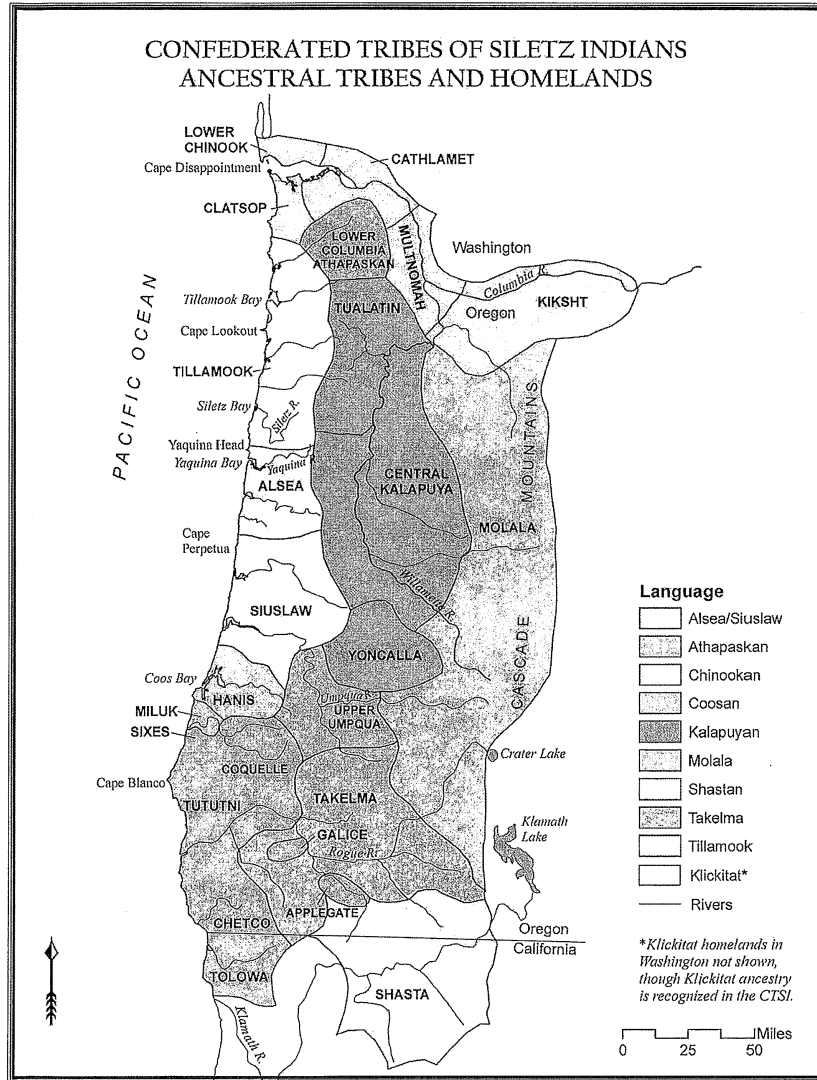 CONFEDERATED TRIBES OF SILETZ INDIANS
ANCESTRAL TRIBES AND HOMELANDS
LOWER
CHINOOK
Cape Disappointment
CATHLAMET
CLATSOP
LOWER
COLUMBIA
ATHAPASKAN
MULTNOMAH
Washington
Columbia R.
KIKSHT
Oregon
Tillamook Bay
TUALATIN
Cape Lookout
TILLAMOOK
PACIFIC OCEAN
Siletz Bay
Siletz R.
Yaquina Head
Yaquina Bay
Yaquina R.
ALSEA
CENTRAL
KALAPUYA
MOUNTAINS
MOLALA
Cape
Perpetua
Willamette R.
SIUSLAW
CASCADE
YONCALLA
Coos Bay
HANIS
Umpqua R.
UPPER
UMPQUA
MILUK
SIXES
COQUELLE
Crater Lake
Cape Blanco
TUTUTNI
TAKELMA
Klamath
Lake
GALICE
Rogue R.
APPLEGATE
CHETCO
Oregon
California
TOLOWA
SHASTA
Klamath R.
Language
Alsea/Siuslaw
Athapaskan
Chinookan
Coosan
Kalapuyan
Molala
Shastan
Takelma
Tillamook
Klickitat*
Rivers
*Klickitat homelands in
Washington not shown,
though Klickitat ancestry
is recognized in the CTSI.
Miles
0 25 50